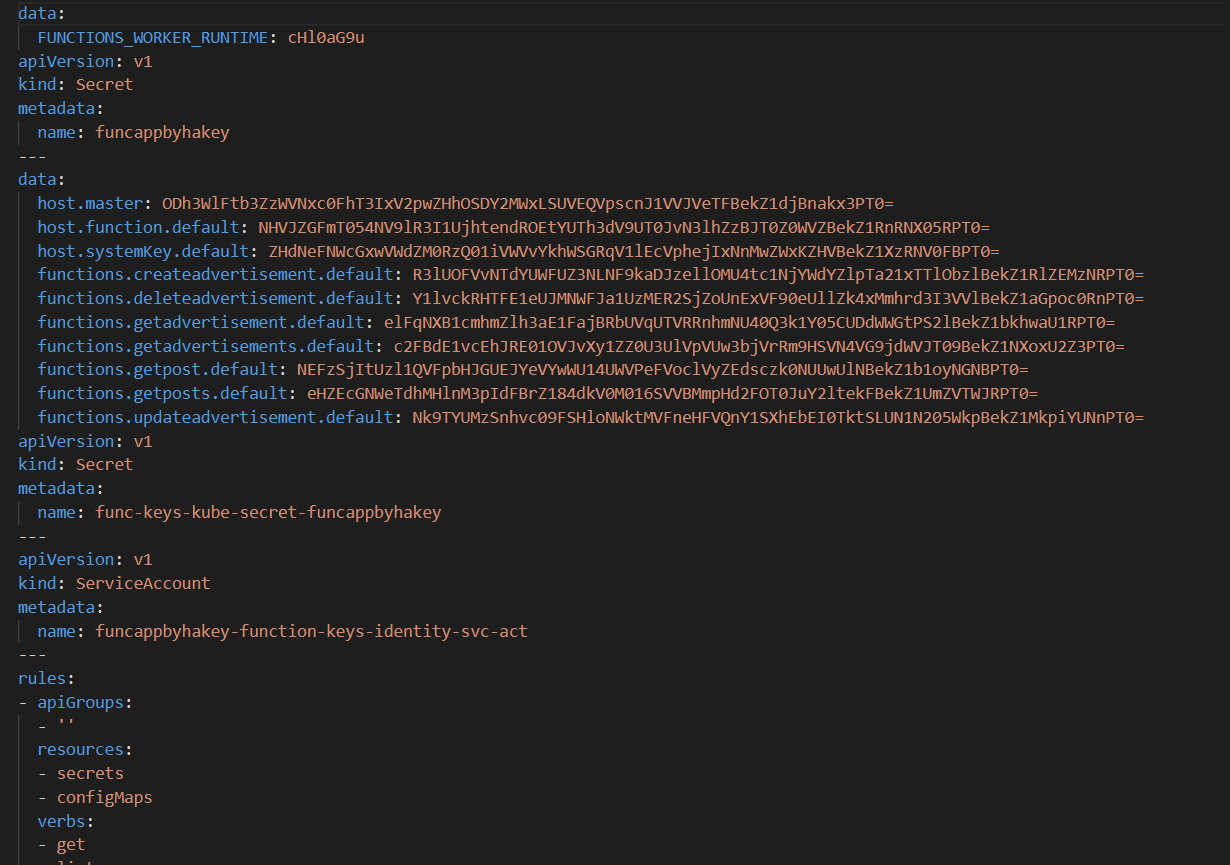 data:
FUNCTIONS_WORKER_RUNTIME: cHl0aG9u
apiVersion: v1
kind: Secret
metadata:
name: funcappbyhakey
---
data:
host.master: ODh3WlFtb3ZzWVNxc0FhT3IxV2pwZHhOSDY2MWxLSUVEQVpscnJ1VVJVeTFBekZ1djBnakx3PT0=
host.function.default: NHVJZGFmT054NV9lR3I1UjhtendROEtYUTh3dV9UT0JvN3lhZzBJT0Z0WVZBekZ1RnRNX05RPT0=
host.systemKey.default: ZHdNeFNWcGxwVWdZM0RzQ01iVWVvYkhWSGRqV1lEcVphejIxNnMwZWxKZHVBekZ1XzRNV0FBPT0=
functions.createadvertisement.default: R3lUOFVvNTdYUWFUZ3NLNF9kaDJzellOMU4tc1NjYWdYZlpTa21xTTlObzlBekZ1RlZEMzNRPT0=
functions.deleteadvertisement.default: Y1lvckRHTFE1eUJMNWFJa1UzMER2SjZoUnExVF90eUllZk4xMmhrd3I3VVlBekZ1aGpoc0RnPT0=
functions.getadvertisement.default: elFqNXB1cmhmZlh3aE1FajBRbUVqUTVRRnhmNU40Q3k1Y05CUDdWWGtPS2lBekZ1bkhwaU1RPT0=
functions.getadvertisements.default: c2FBdE1vcEhJRE01OVJvXy1ZZ0U3UlVpVUw3bjVrRm9HSVN4VG9jdWVJT09BekZ1NXoxU2Z3PT0=
functions.getpost.default: NEFzSjItUzl1QVFpbHJGUEJYeVYwWU14UWVPeFVoclVyZEdsczk0NUUwUlNBekZ1b1oyNGNBPT0=
functions.getposts.default: eHZEcGNWeTdhMHlnM3pIdFBrZ184dkV0M016SVVBMmpHd2FOT0JuY2ltekFBekZ1UmZVTWJRPT0=
functions.updateadvertisement.default: Nk9TYUMzSnhvc09FSHloNWktMVFneHFVQnY1SXhEbEI0TktSLUN1N205WkpBekZ1MkpiYUNnPT0=
apiVersion: v1
kind: Secret
metadata:
name: func-keys-kube-secret-funcappbyhakey
---
apiVersion: v1
kind: ServiceAccount
metadata:
name: funcappbyhakey-function-keys-identity-svc-act
---
rules:
- apiGroups:
- ''
resources:
- secrets
- configMaps
verbs:
- get